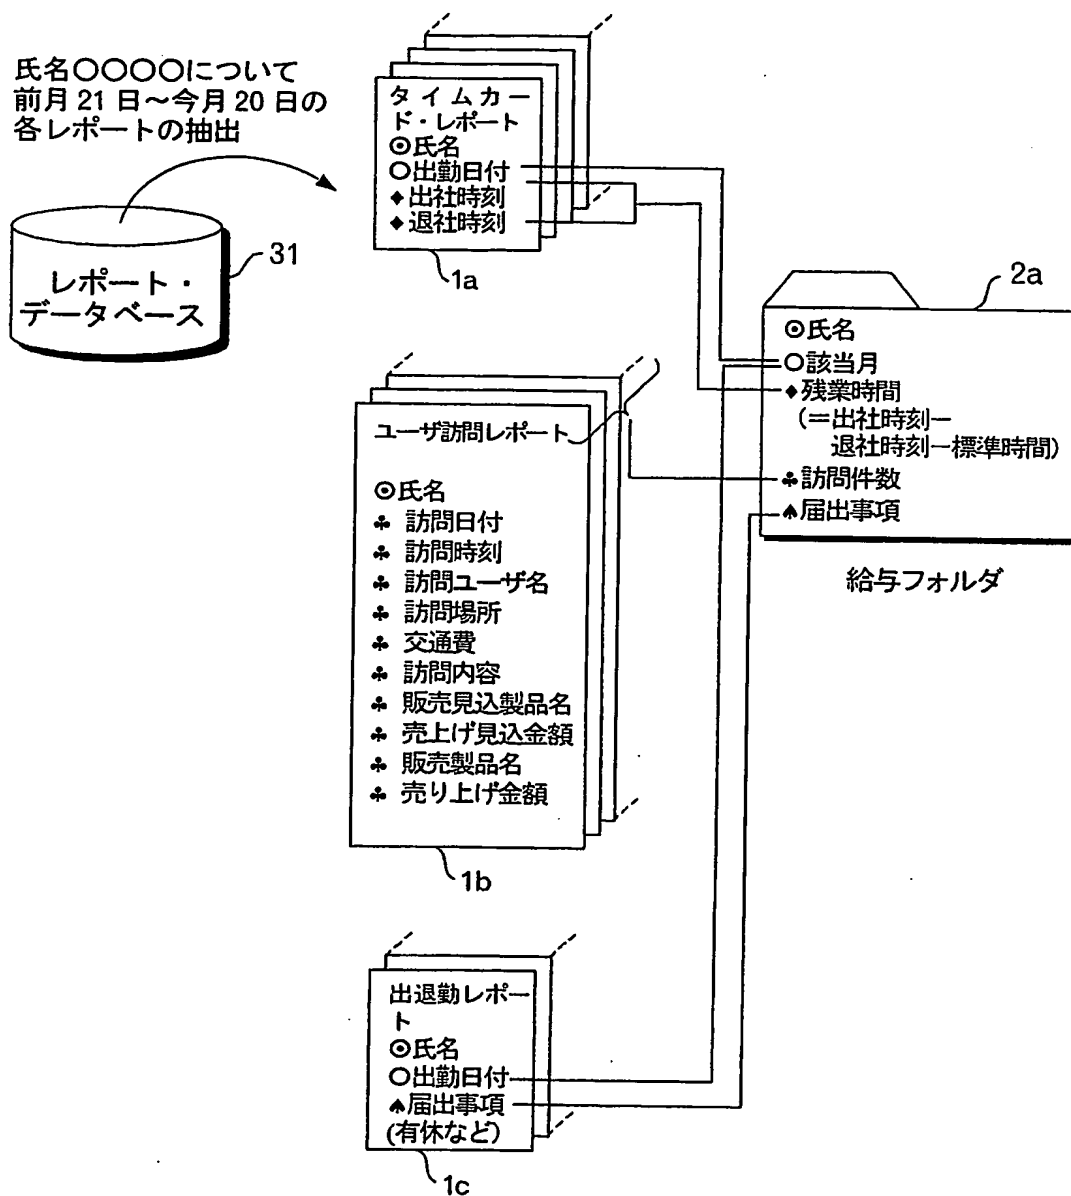 氏名○○○○について
前月21日～今月20日の
各レポートの抽出
レポート・
データベース
31
タイムカー
ド・レポート
⦿氏名
○出勤日付
♦出社時刻
♦退社時刻
1a
ユーザ訪問レポート
⦿氏名
♣訪問日付
♣訪問時刻
♣訪問ユーザ名
♣訪問場所
♣交通費
♣訪問内容
♣販売見込製品名
♣売上げ見込金額
♣販売製品名
♣売り上げ金額
1b
出退勤レポー
ト
⦿氏名
○出勤日付
♠届出事項
(有休など)
1c
2a
⦿氏名
○該当月
♦残業時間
(=出社時刻－
退社時刻－標準時間)
♣訪問件数
♠届出事項
給与フォルダ